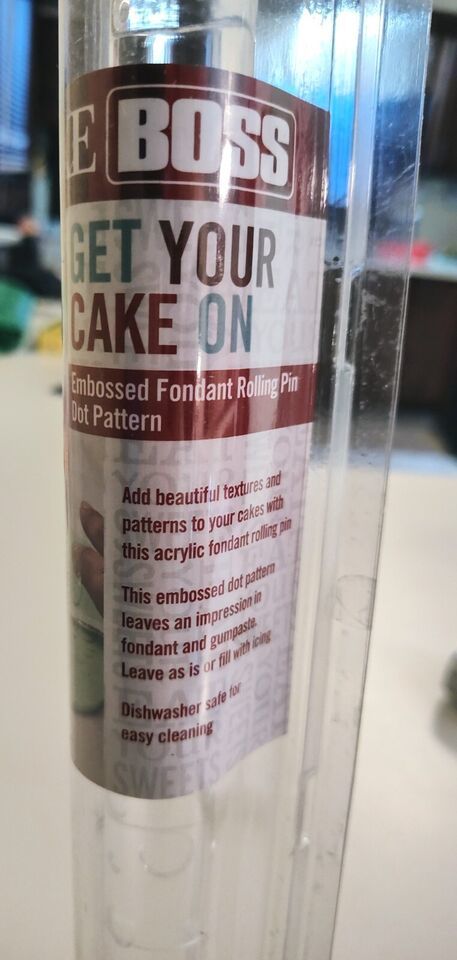 E BOSS
GET YOUR
CAKE ON
Embossed Fondant Rolling Pin
Dot Pattern
Add beautiful textures and
patterns to your cakes with
this acrylic fondant rolling pin
This embossed dot pattern
leaves an impression in
fondant and gumpaste.
Leave as is or fill with icing
Dishwasher safe for
easy cleaning
SWEETS